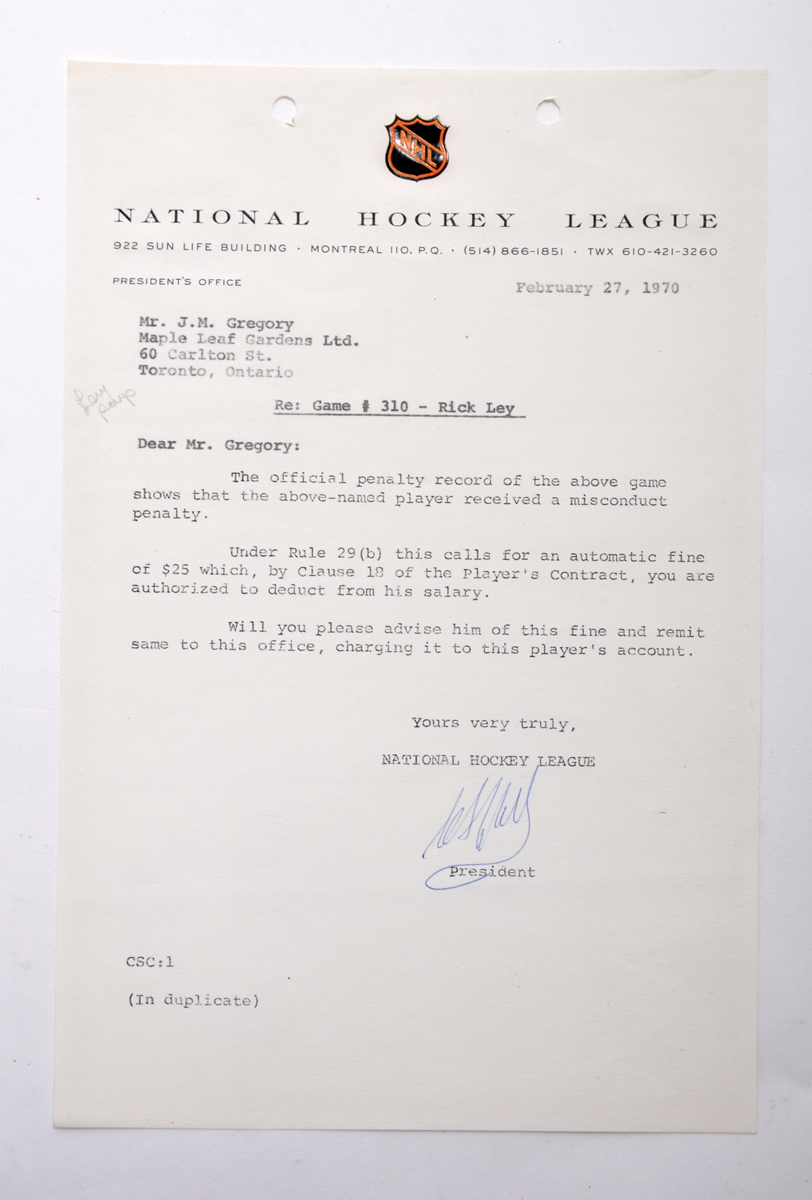 NHL
NATIONAL HOCKEY LEAGUE
922 SUN LIFE BUILDING · MONTREAL 110, P.Q. · (514) 866-1851 · TWX 610-421-3260
PRESIDENT'S OFFICE
February 27, 1970
Mr. J.M. Gregory
Maple Leaf Gardens Ltd.
60 Carlton St.
Toronto, Ontario
Re: Game # 310 - Rick Ley
Dear Mr. Gregory:
The official penalty record of the above game
shows that the above-named player received a misconduct
penalty.
Under Rule 29(b) this calls for an automatic fine
of $25 which, by Clause 18 of the Player's Contract, you are
authorized to deduct from his salary.
Will you please advise him of this fine and remit
same to this office, charging it to this player's account.
Yours very truly,
NATIONAL HOCKEY LEAGUE
President
CSC:l
(In duplicate)